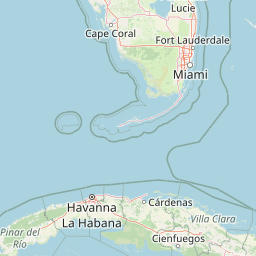 Lucie
Cape Coral
Fort Lauderdale
Miami
Havanna
La Habana
Cárdenas
Pinar del
Río
Villa Clara
Cienfuegos